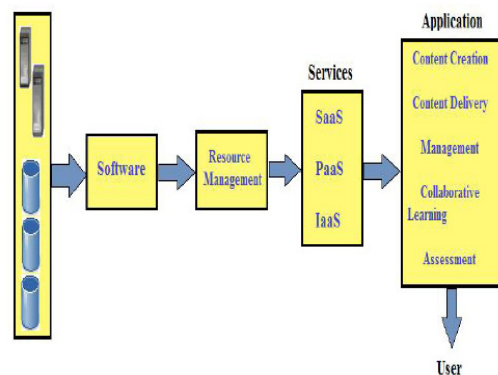 Software
Resource
Management
Services
SaaS
PaaS
IaaS
Application
Content Creation
Content Delivery
Management
Collaborative
Learning
Assessment
User